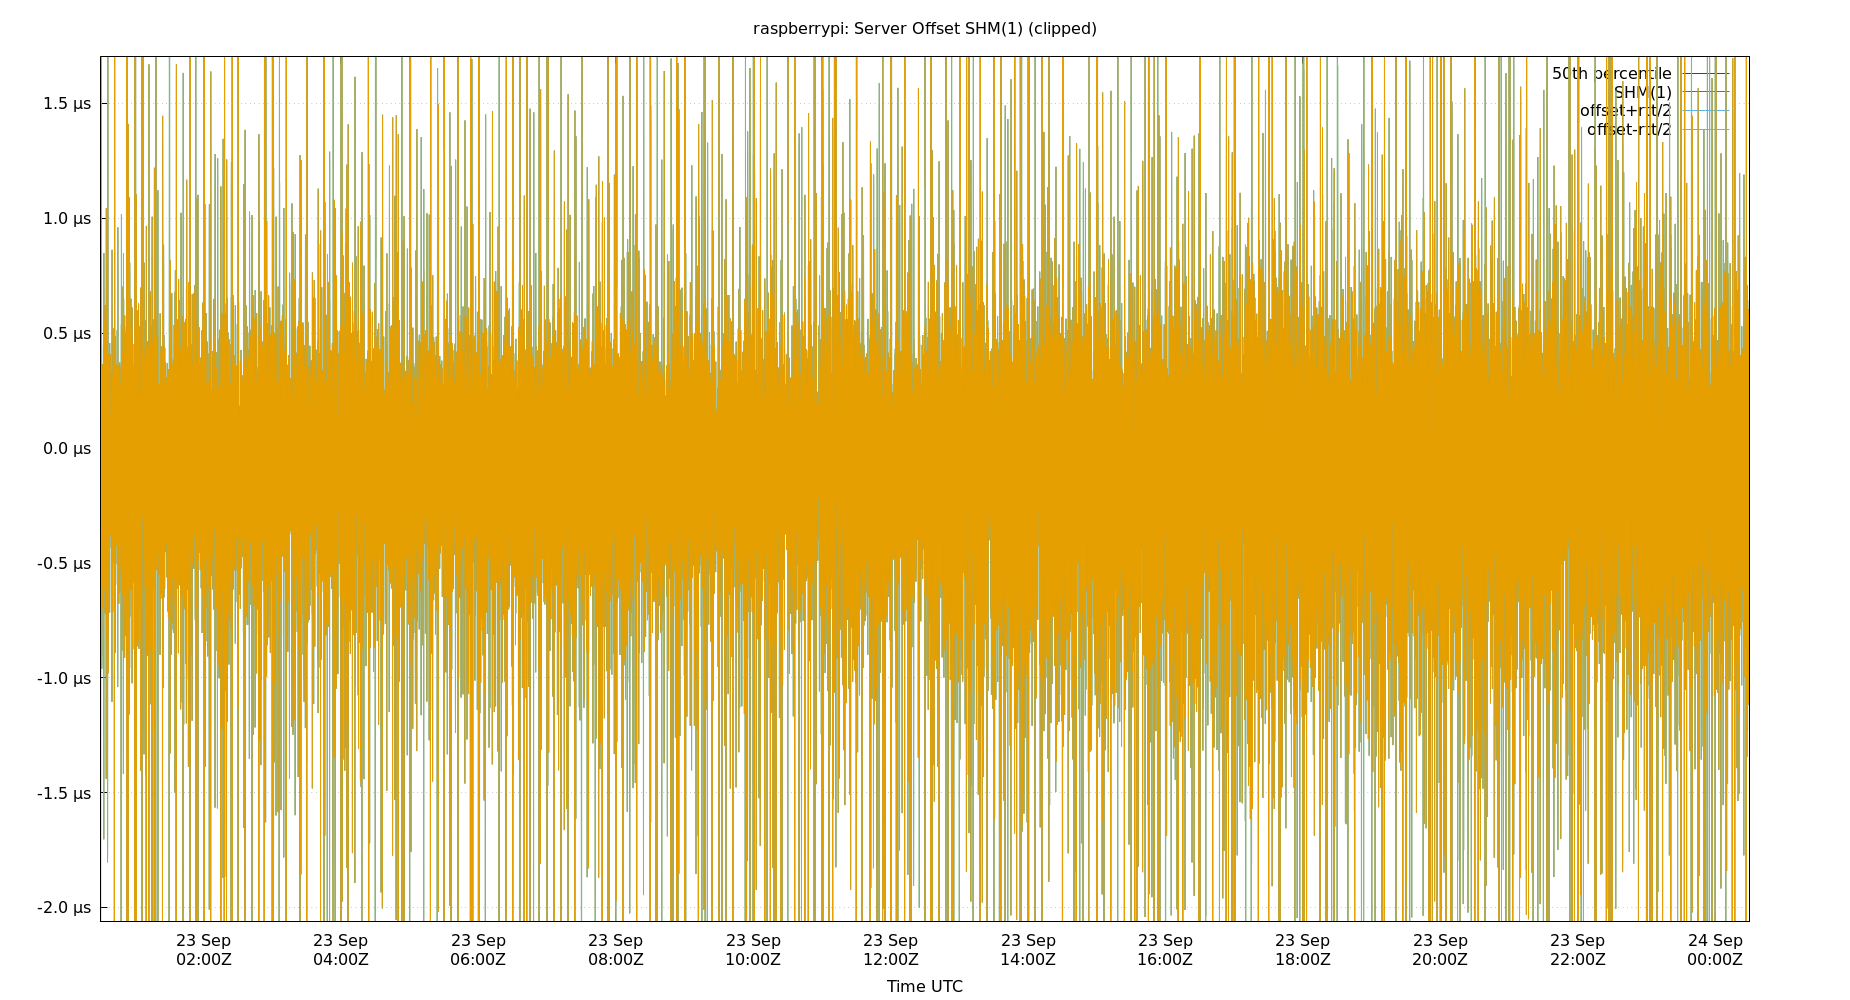 raspberrypi: Server Offset SHM(1) (clipped)
50th percentile
SHM(1)
offset+rtt/2
offset-rtt/2
1.5 µs
1.0 µs
0.5 µs
0.0 µs
-0.5 µs
-1.0 µs
-1.5 µs
-2.0 µs
23 Sep 23 Sep 23 Sep 23 Sep 23 Sep 23 Sep 23 Sep 23 Sep 23 Sep 23 Sep 23 Sep 24 Sep
02:00Z 04:00Z 06:00Z 08:00Z 10:00Z 12:00Z 14:00Z 16:00Z 18:00Z 20:00Z 22:00Z 00:00Z
Time UTC